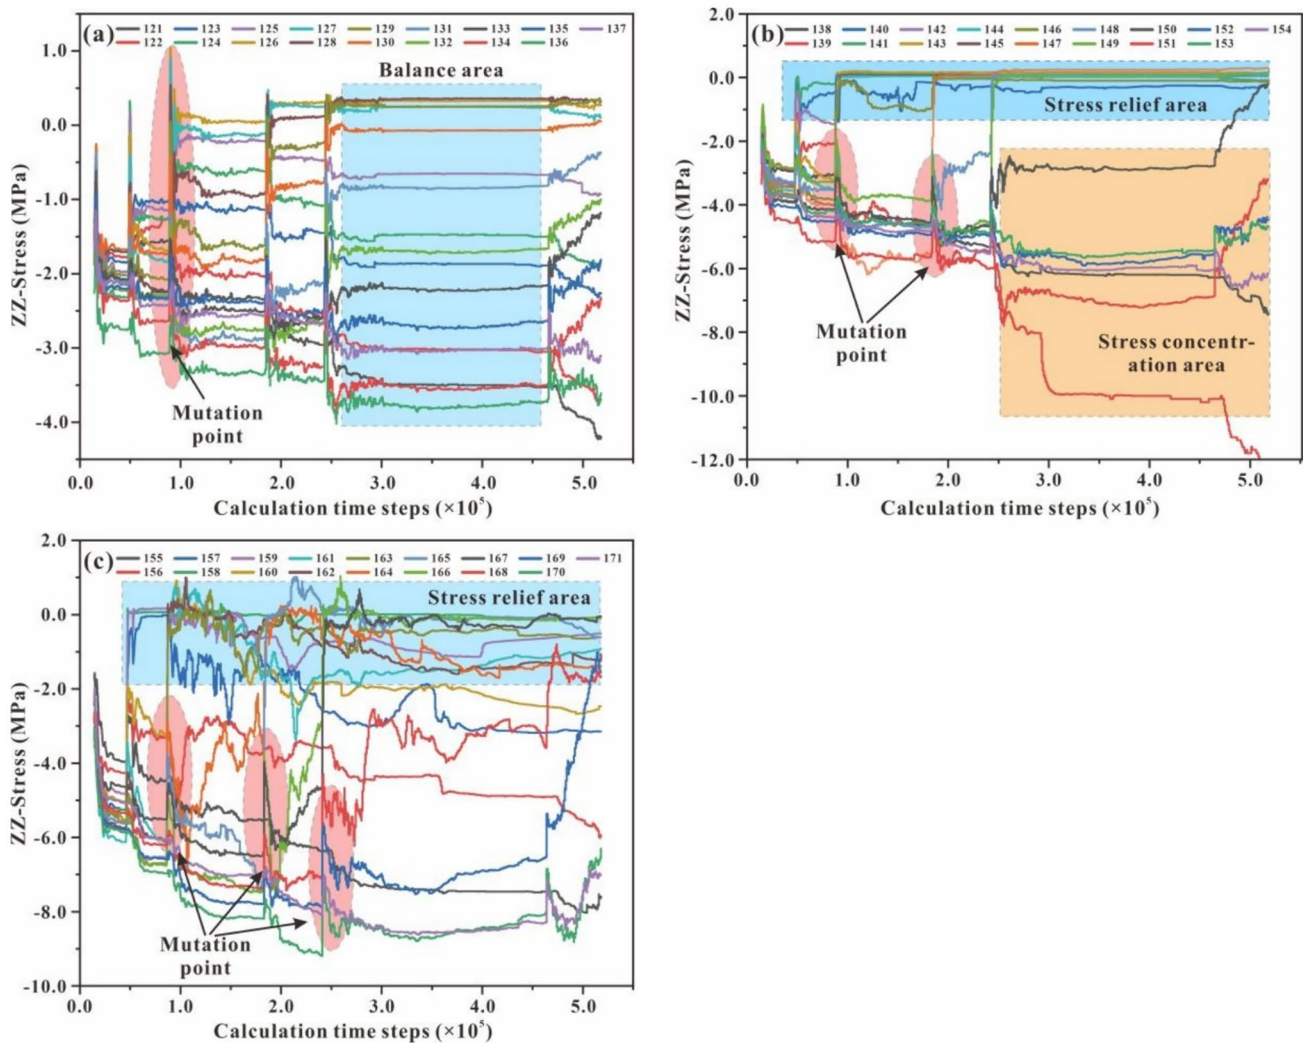 (a)
121 123 125 127 129 131 133 135 137
122 124 126 128 130 132 134 136
1.0
0.0
-1.0
-2.0
-3.0
-4.0
ZZ-Stress (MPa)
Balance area
Mutation
point
0.0 1.0 2.0 3.0 4.0 5.0
Calculation time steps (×10⁵)
(b)
138 140 142 144 146 148 150 152 154
139 141 143 145 147 149 151 153
2.0
0.0
-2.0
-4.0
-6.0
-8.0
-10.0
-12.0
ZZ-Stress (MPa)
Stress relief area
Mutation
point
Stress concentr-
ation area
0.0 1.0 2.0 3.0 4.0 5.0
Calculation time steps (×10⁵)
(c)
155 157 159 161 163 165 167 169 171
156 158 160 162 164 166 168 170
2.0
0.0
-2.0
-4.0
-6.0
-8.0
-10.0
ZZ-Stress (MPa)
Stress relief area
Mutation
point
0.0 1.0 2.0 3.0 4.0 5.0
Calculation time steps (×10⁵)